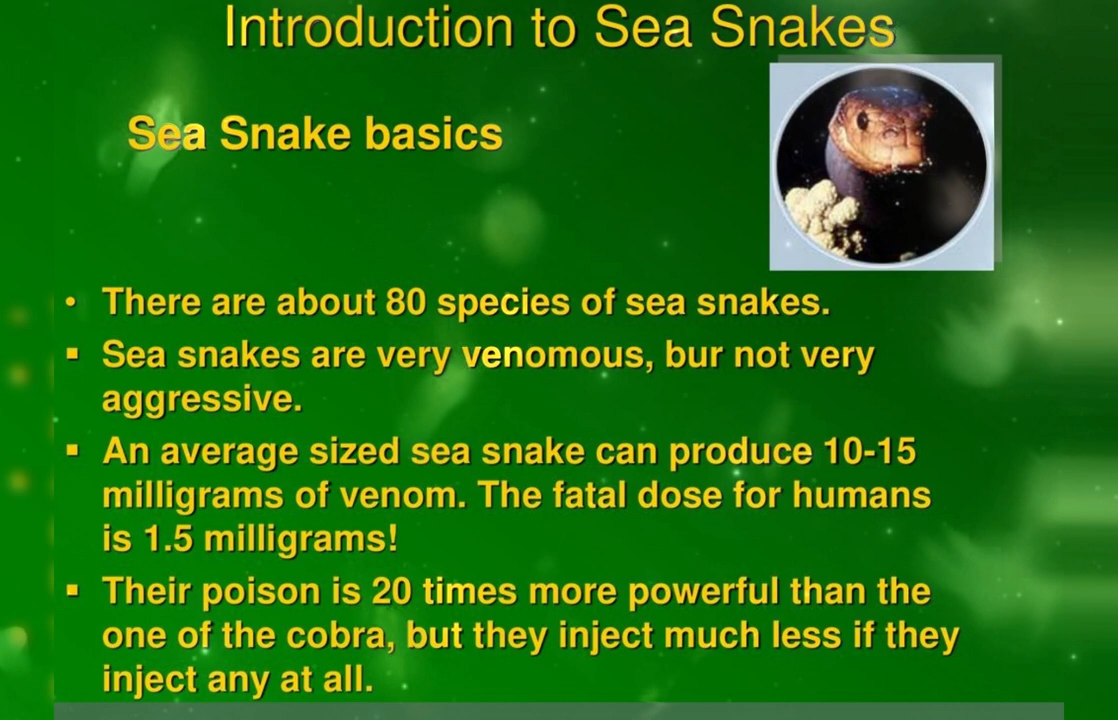 Introduction to Sea Snakes
Sea Snake basics
• There are about 80 species of sea snakes.
▪ Sea snakes are very venomous, bur not very
aggressive.
▪ An average sized sea snake can produce 10-15
milligrams of venom. The fatal dose for humans
is 1.5 milligrams!
▪ Their poison is 20 times more powerful than the
one of the cobra, but they inject much less if they
inject any at all.